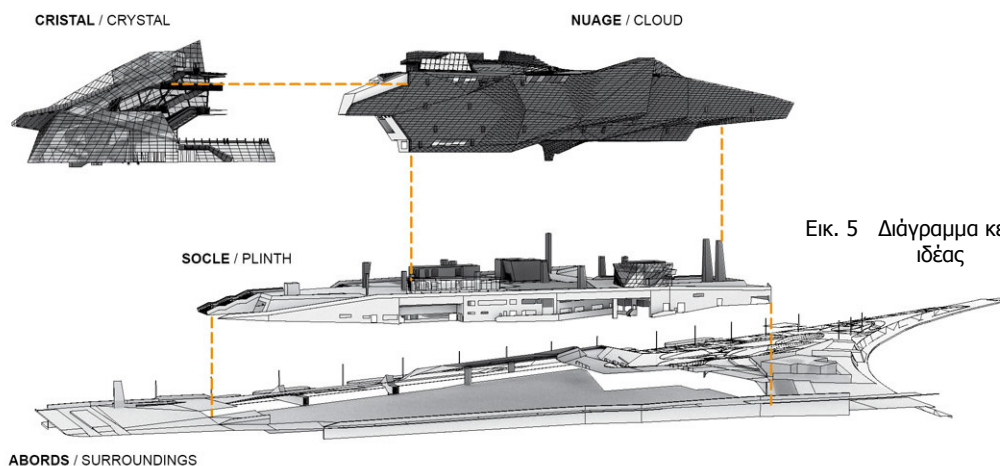 CRISTAL / CRYSTAL
NUAGE / CLOUD
Εικ. 5 Διάγραμμα
ιδέας
SOCLE / PLINTH
ABORDS / SURROUNDINGS